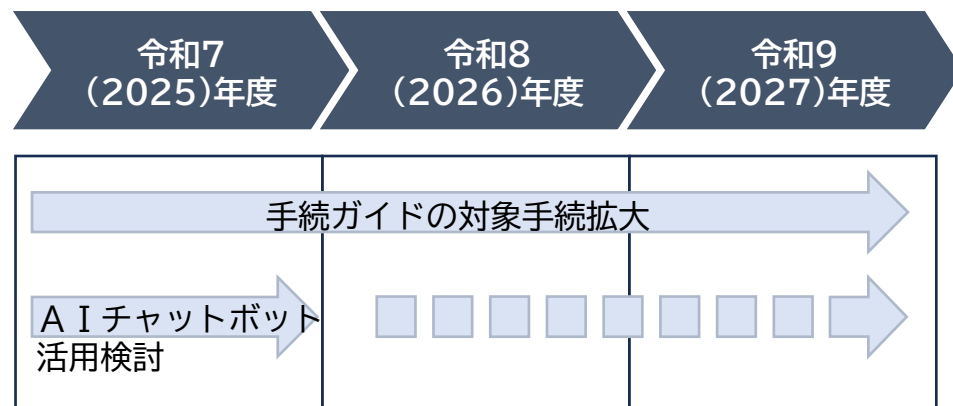 令和7
(2025)年度
令和8
(2026)年度
令和9
(2027)年度
手続ガイドの対象手続拡大
ＡＩチャットボット
活用検討